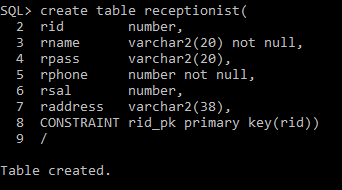 SQL> create table receptionist(
  2  rid         number,
  3  rname       varchar2(20) not null,
  4  rpass       varchar2(20),
  5  rphone      number not null,
  6  rsal        number,
  7  raddress    varchar2(38),
  8  CONSTRAINT rid_pk primary key(rid))
  9  /
Table created.